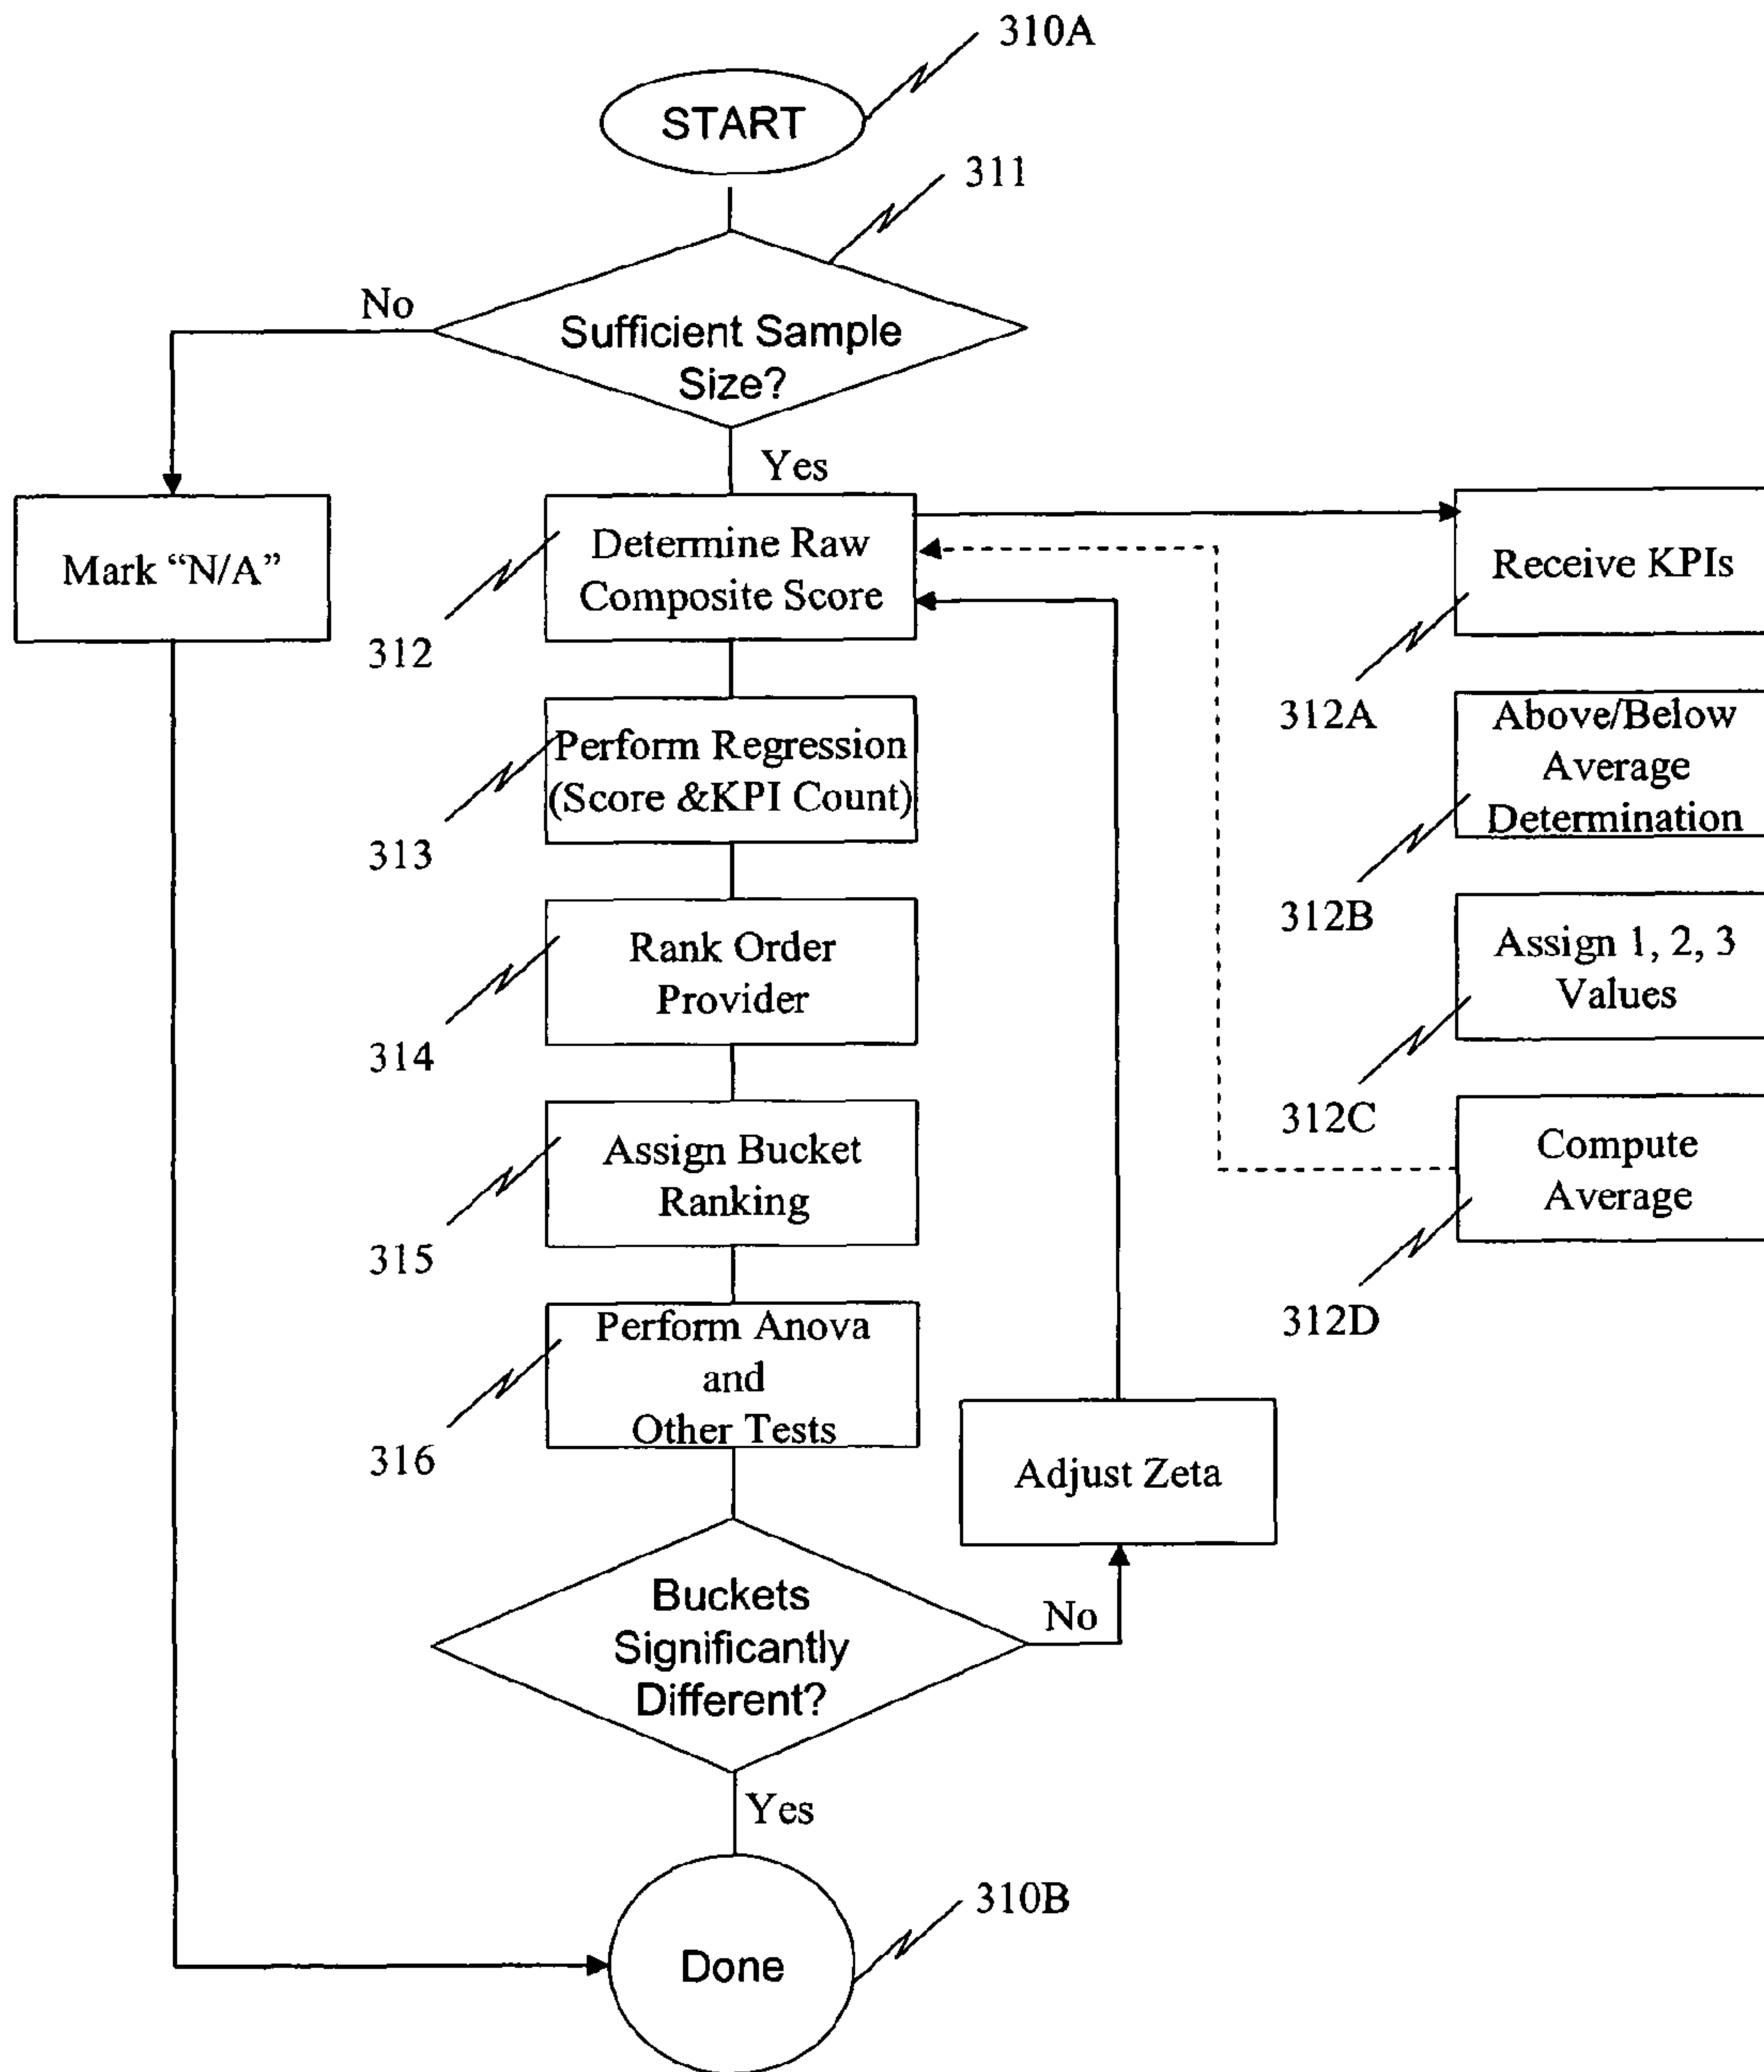 310A
START
311
No
Sufficient Sample
Size?
Yes
Mark “N/A”
Determine Raw
Composite Score
Receive KPIs
312
312A
Perform Regression
(Score &KPI Count)
Above/Below
Average
Determination
313
312B
Rank Order
Provider
Assign 1, 2, 3
Values
314
312C
Assign Bucket
Ranking
Compute
Average
315
312D
Perform Anova
and
Other Tests
316
Adjust Zeta
Buckets
Significantly
Different?
No
Yes
310B
Done